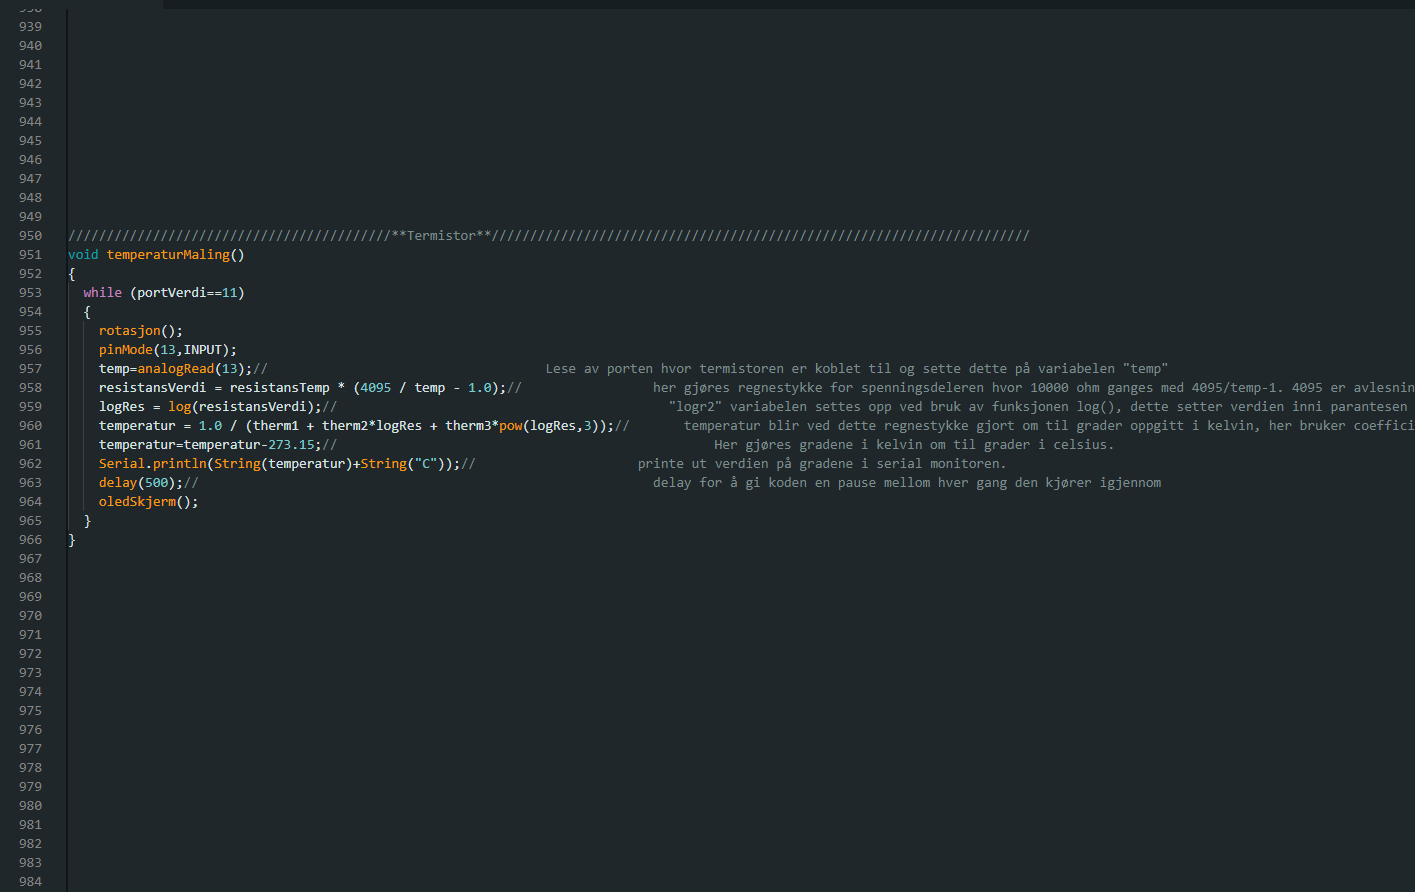 939
940
941
942
943
944
945
946
947
948
949
950 //////////////////////////////////////////**Termistor**//////////////////////////////////////////////////////////////////////
951 void temperaturMaling()
952 {
953 while (portVerdi==11)
954 {
955 rotasjon();
956 pinMode(13,INPUT);
957 temp=analogRead(13);// Lese av porten hvor termistoren er koblet til og sette dette på variabelen "temp"
958 resistansVerdi = resistansTemp * (4095 / temp - 1.0);// her gjøres regnestykke for spenningsdeleren hvor 10000 ohm ganges med 4095/temp-1. 4095 er avlesnin
959 logRes = log(resistansVerdi);// "logr2" variabelen settes opp ved bruk av funksjonen log(), dette setter verdien inni parantesen
960 temperatur = 1.0 / (therm1 + therm2*logRes + therm3*pow(logRes,3));// temperatur blir ved dette regnestykke gjort om til grader oppgitt i kelvin, her bruker coeffici
961 temperatur=temperatur-273.15;// Her gjøres gradene i kelvin om til grader i celsius.
962 Serial.println(String(temperatur)+String("C"));// printe ut verdien på gradene i serial monitoren.
963 delay(500);// delay for å gi koden en pause mellom hver gang den kjører igjennom
964 oledSkjerm();
965 }
966 }
967
968
969
970
971
972
973
974
975
976
977
978
979
980
981
982
983
984